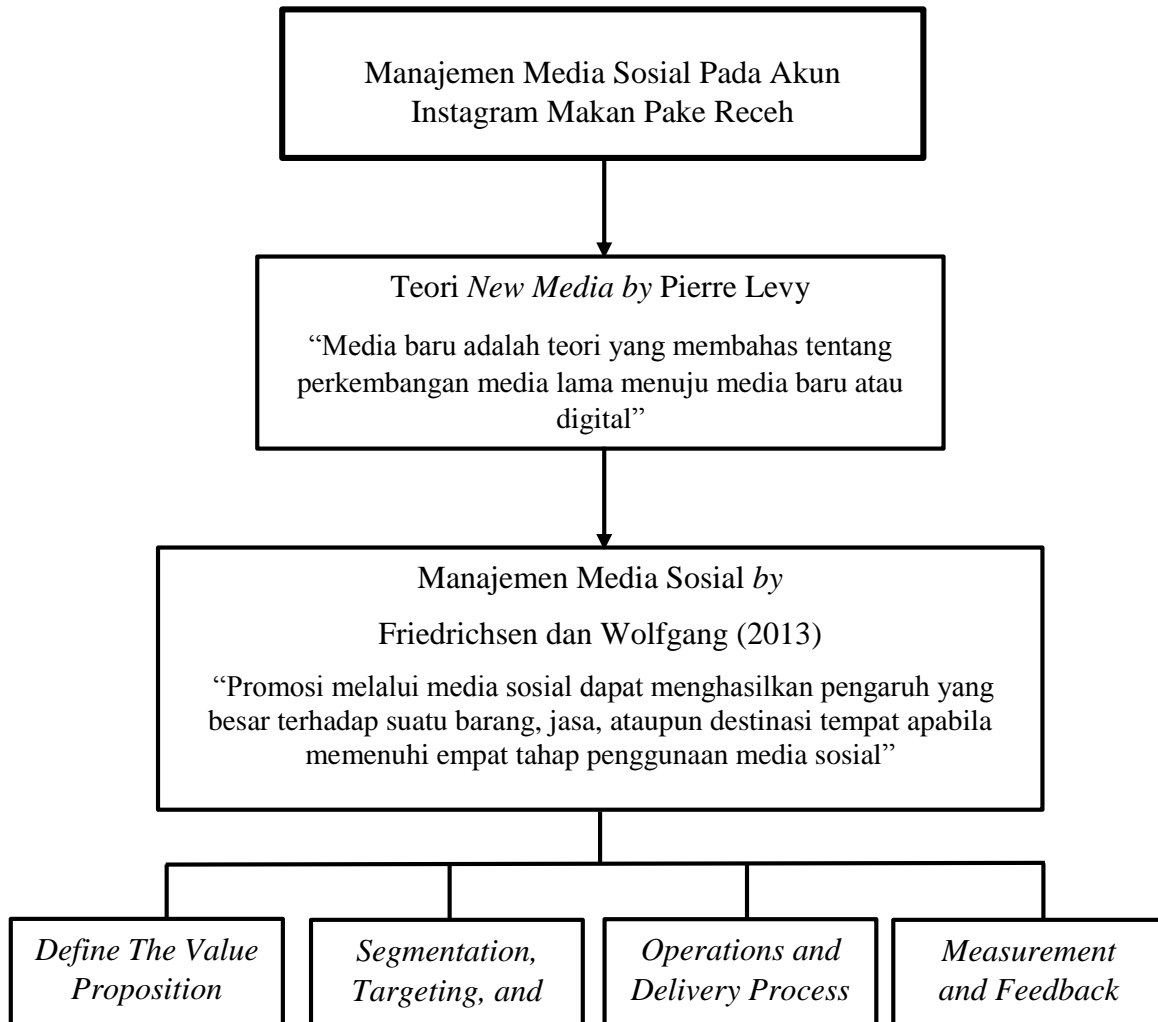 Manajemen Media Sosial Pada Akun
Instagram Makan Pake Receh
Teori New Media by Pierre Levy
“Media baru adalah teori yang membahas tentang
perkembangan media lama menuju media baru atau
digital”
Manajemen Media Sosial by
Friedrichsen dan Wolfgang (2013)
“Promosi melalui media sosial dapat menghasilkan pengaruh yang
besar terhadap suatu barang, jasa, ataupun destinasi tempat apabila
memenuhi empat tahap penggunaan media sosial”
Define The Value
Proposition
Segmentation,
Targeting, and
Operations and
Delivery Process
Measurement
and Feedback